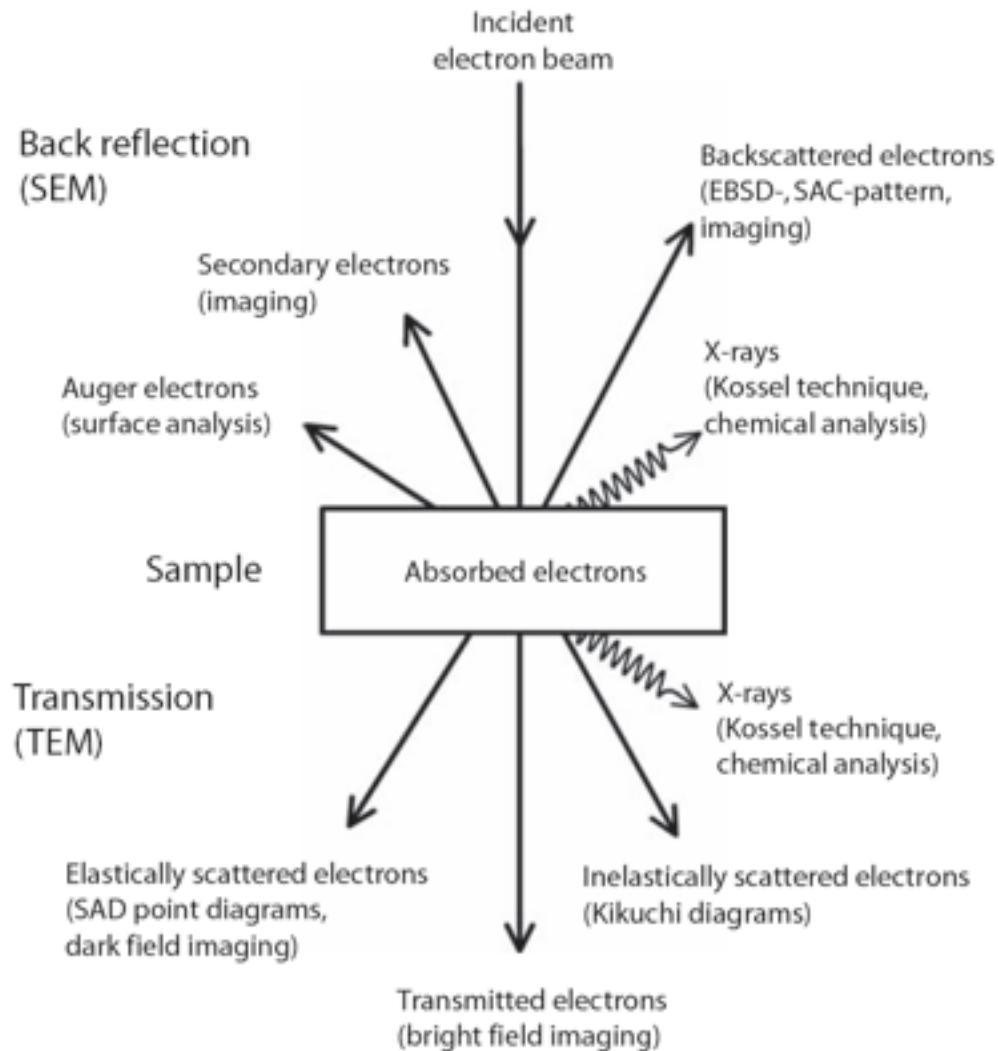 Incident
electron beam
Back reflection
(SEM)
Backscattered electrons
(EBSD-, SAC-pattern,
imaging)
Secondary electrons
(imaging)
X-rays
(Kossel technique,
chemical analysis)
Auger electrons
(surface analysis)
Sample
Absorbed electrons
Transmission
(TEM)
X-rays
(Kossel technique,
chemical analysis)
Elastically scattered electrons
(SAD point diagrams,
dark field imaging)
Inelastically scattered electrons
(Kikuchi diagrams)
Transmitted electrons
(bright field imaging)